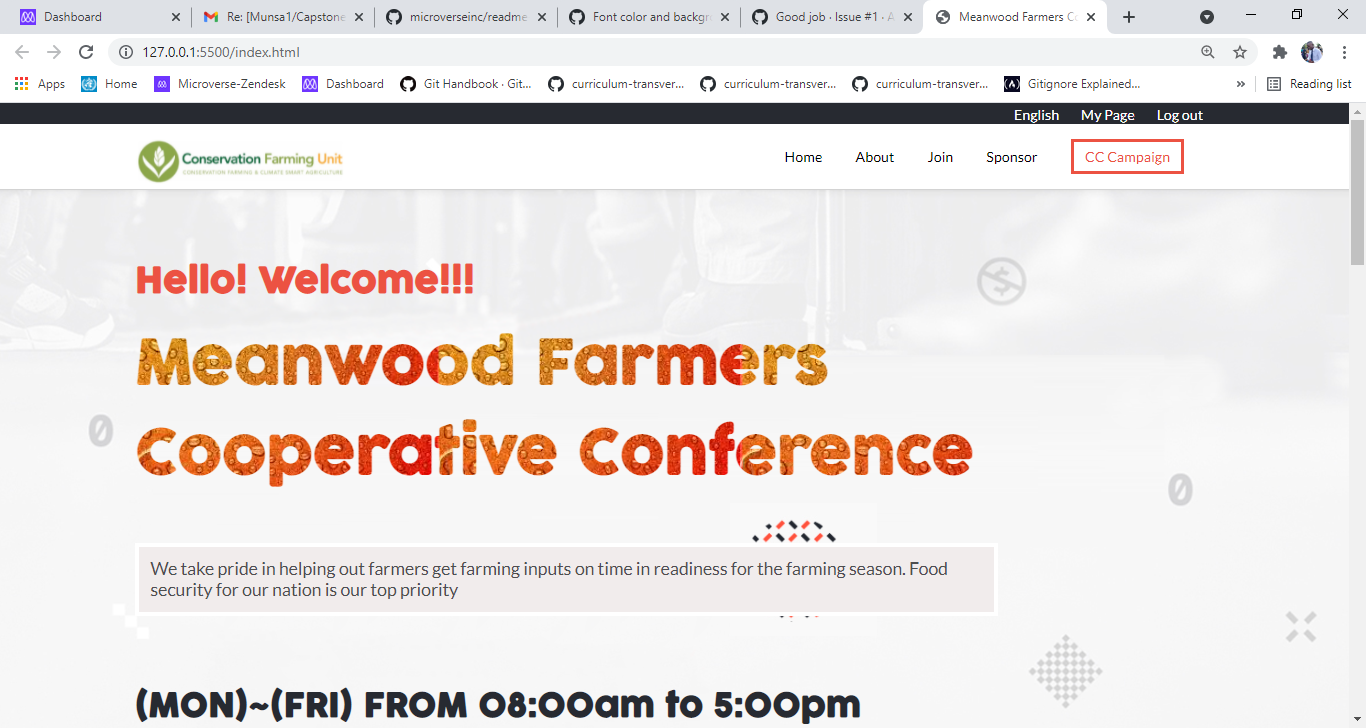 Dashboard
Re: [Munsa1/Capstone
microverseinc/readme
Font color and backgr
Good job · Issue #1 · A
Meanwood Farmers Co
127.0.0.1:5500/index.html
Apps
Home
Microverse-Zendesk
Dashboard
Git Handbook · Git...
curriculum-transver...
curriculum-transver...
curriculum-transver...
Gitignore Explained...
»
Reading list
English
My Page
Log out
Conservation Farming Unit
CONSERVATION FARMING & CLIMATE SMART AGRICULTURE
Home
About
Join
Sponsor
CC Campaign
Hello! Welcome!!!
Meanwood Farmers
Cooperative Conference
We take pride in helping out farmers get farming inputs on time in readiness for the farming season. Food
security for our nation is our top priority
(MON)~(FRI) FROM 08:00am to 5:00pm